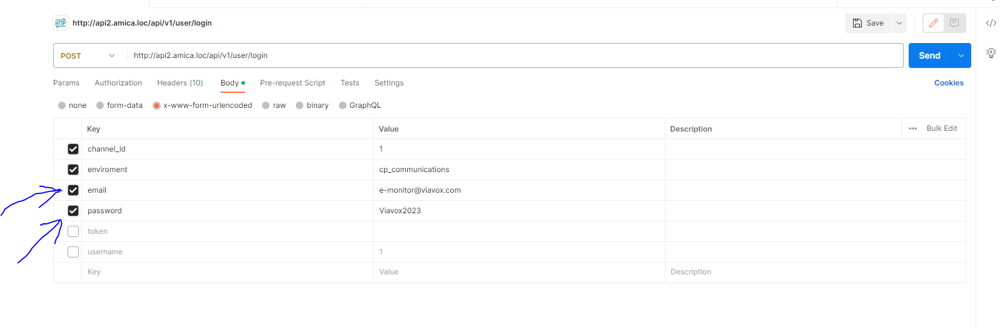 HTTP http://api2.amica.loc/api/v1/user/login Save </>
POST http://api2.amica.loc/api/v1/user/login Send
Params Authorization Headers (10) Body Pre-request Script Tests Settings Cookies
none form-data x-www-form-urlencoded raw binary GraphQL
Key Value Description ••• Bulk Edit
channel_id 1
enviroment cp_communications
email e-monitor@viavox.com
password Viavox2023
token
username 1
Key Value Description